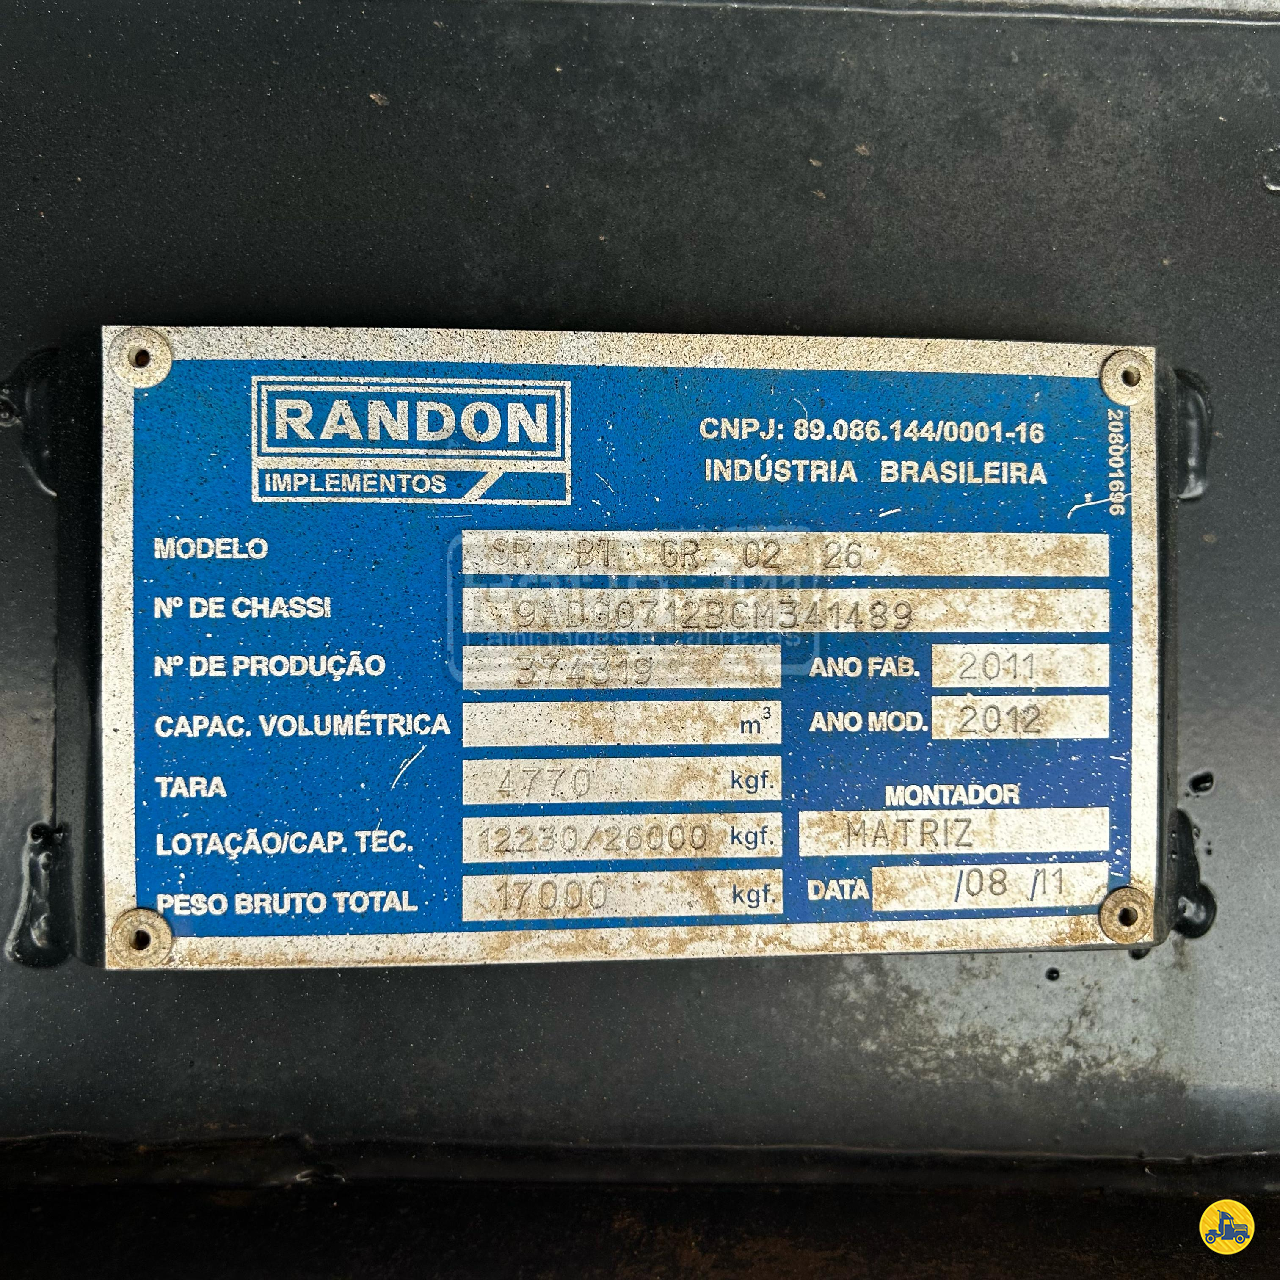 RANDON
IMPLEMENTOS
CNPJ: 89.086.144/0001-16
INDÚSTRIA BRASILEIRA
208001696
MODELO SR BT GR 02 26
Nº DE CHASSI 9ADG0712BCM341489
Nº DE PRODUÇÃO 374319 ANO FAB. 2011
CAPAC. VOLUMÉTRICA m³ ANO MOD. 2012
TARA 4770 kgf.
MONTADOR
LOTAÇÃO/CAP. TEC. 12230/26000 kgf. MATRIZ
PESO BRUTO TOTAL 17000 kgf. DATA /08 /11